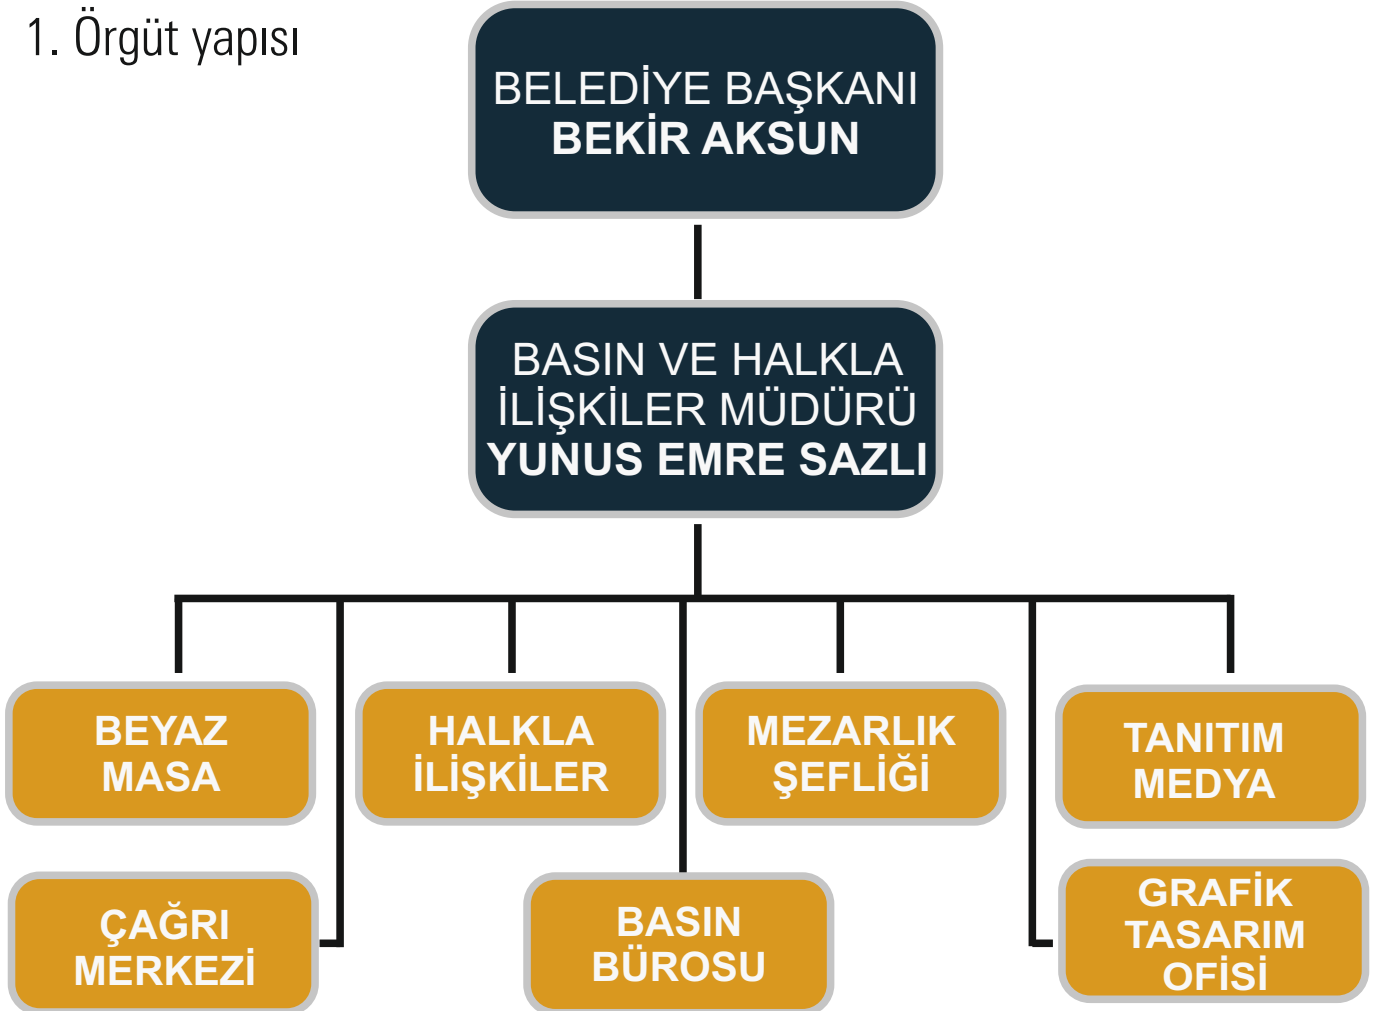 1. Örgüt yapısı
BELEDİYE BAŞKANI
BEKİR AKSUN
BASIN VE HALKLA
İLİŞKİLER MÜDÜRÜ
YUNUS EMRE SAZLI
BEYAZ
MASA
HALKLA
İLİŞKİLER
MEZARLIK
ŞEFLİĞİ
TANITIM
MEDYA
ÇAĞRI
MERKEZİ
BASIN
BÜROSU
GRAFİK
TASARIM
OFİSİ